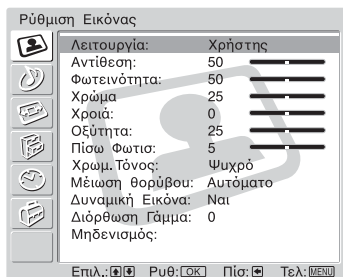 Ρύθμιση Εικόνας
Λειτουργία: Χρήστης
Αντίθεση: 50
Φωτεινότητα: 50
Χρώμα 25
Χροιά: 0
Οξύτητα: 25
Πίσω Φωτισ: 5
Χρωμ.Τόνος: Ψυχρό
Μέιωση θορύβου: Αυτόματο
Δυναμική Εικόνα: Ναι
Διόρθωση Γάμμα: 0
Μηδενισμός:
Επιλ.: Ρυθ: OK Πίσ: Τελ: MENU